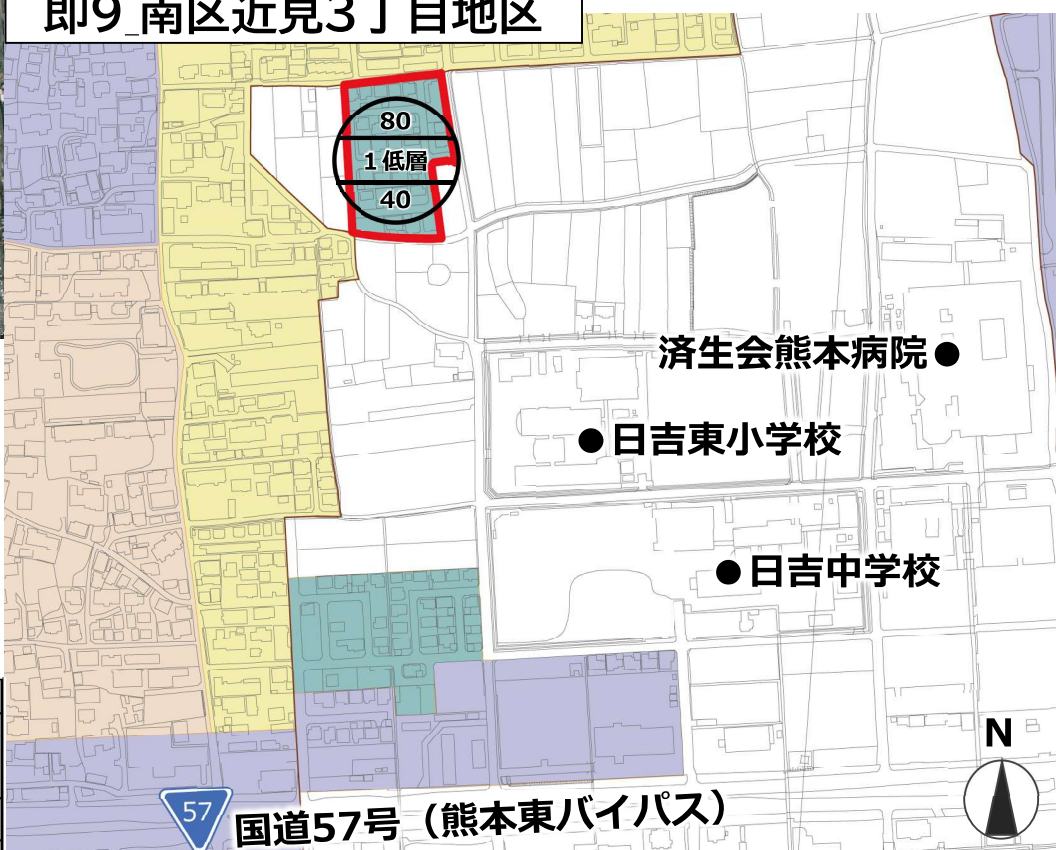 即9_南区近見3丁目地区
80
1低層
40
済生会熊本病院
日吉東小学校
日吉中学校
N
57
国道57号（熊本東バイパス）